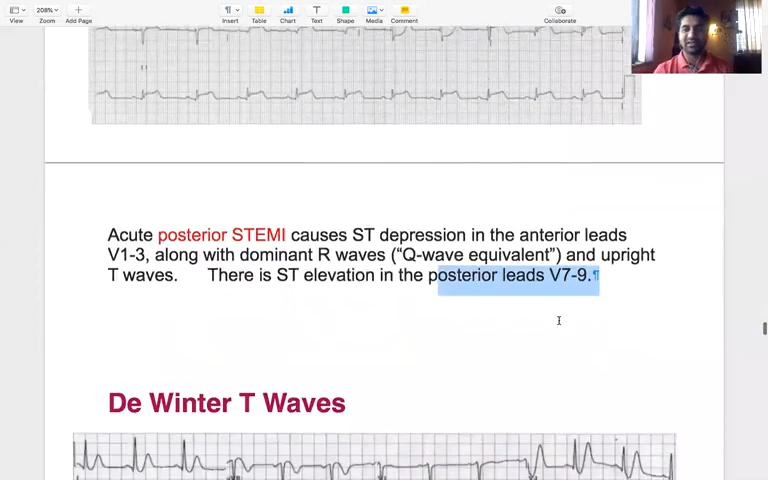 208%
View
Zoom
Add Page
Insert
Table
Chart
Text
Shape
Media
Comment
Collaborate
Acute posterior STEMI causes ST depression in the anterior leads
V1-3, along with dominant R waves (“Q-wave equivalent”) and upright
T waves. There is ST elevation in the posterior leads V7-9.¶
De Winter T Waves